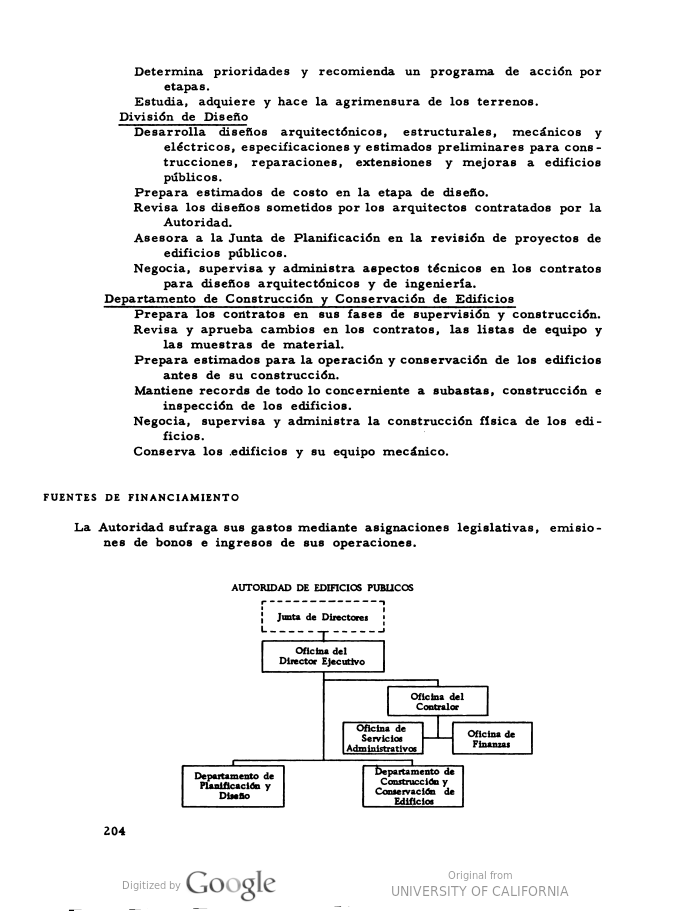 Determina prioridades y recomienda un programa de acción por
etapas.
Estudia, adquiere y hace la agrimensura de los terrenos.
División de Diseño
Desarrolla diseños arquitectónicos, estructurales, mecánicos y
eléctricos, especificaciones y estimados preliminares para cons-
trucciones, reparaciones, extensiones y mejoras a edificios
públicos.
Prepara estimados de costo en la etapa de diseño.
Revisa los diseños sometidos por los arquitectos contratados por la
Autoridad.
Asesora a la Junta de Planificación en la revisión de proyectos de
edificios públicos.
Negocia, supervisa y administra aspectos técnicos en los contratos
para diseños arquitectónicos y de ingeniería.
Departamento de Construcción y Conservación de Edificios
Prepara los contratos en sus fases de supervisión y construcción.
Revisa y aprueba cambios en los contratos, las listas de equipo y
las muestras de material.
Prepara estimados para la operación y conservación de los edificios
antes de su construcción.
Mantiene records de todo lo concerniente a subastas, construcción e
inspección de los edificios.
Negocia, supervisa y administra la construcción física de los edi-
ficios.
Conserva los edificios y su equipo mecánico.
FUENTES DE FINANCIAMIENTO
La Autoridad sufraga sus gastos mediante asignaciones legislativas, emisio-
nes de bonos e ingresos de sus operaciones.
AUTORIDAD DE EDIFICIOS PUBLICOS
Junta de Directores
Oficina del
Director Ejecutivo
Oficina del
Contralor
Oficina de
Servicios
Administrativos
Oficina de
Finanzas
Departamento de
Planificación y
Diseño
Departamento de
Construcción y
Conservación de
Edificios
204
Digitized by Google
Original from
UNIVERSITY OF CALIFORNIA